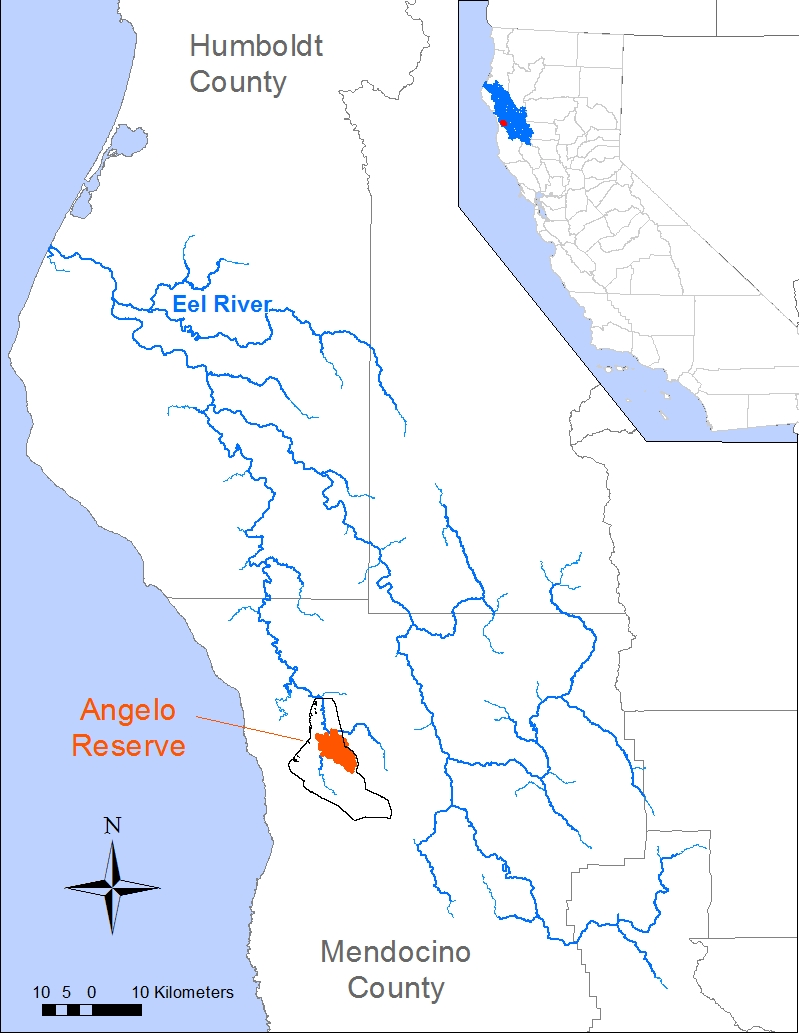 Humboldt
County
Eel River
Angelo
Reserve
N
Mendocino
County
10 5 0 10 Kilometers